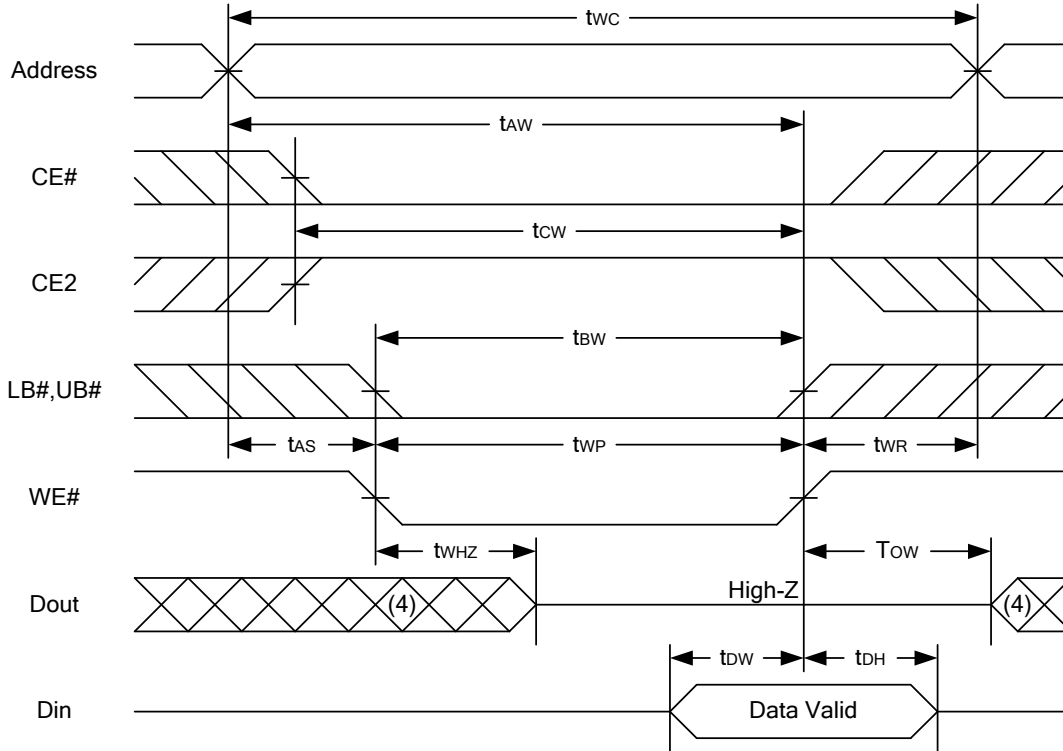 tWC
Address
tAW
CE#
tCW
CE2
tBW
LB#,UB#
tAS
tWP
tWR
WE#
tWHZ
TOW
Dout
(4)
High-Z
(4)
tDW
tDH
Din
Data Valid